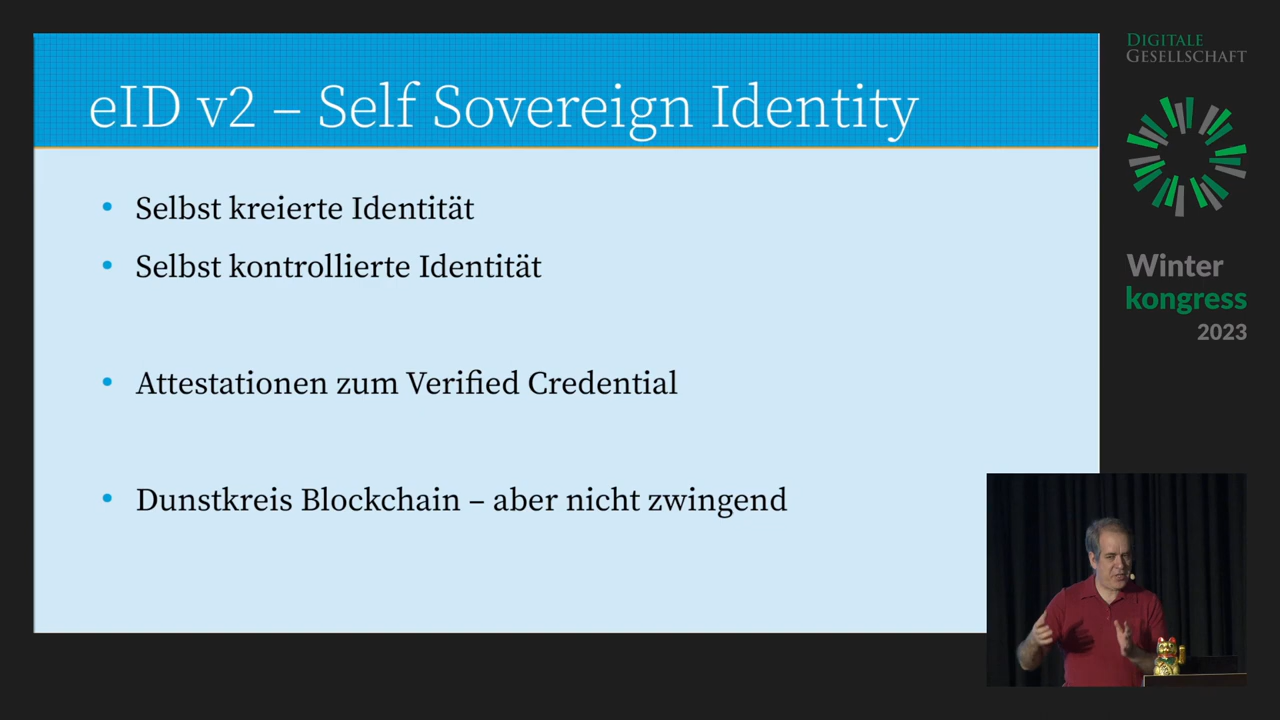 eID v2 – Self Sovereign Identity
Selbst kreierte Identität
Selbst kontrollierte Identität
Attestationen zum Verified Credential
Dunstkreis Blockchain – aber nicht zwingend
DIGITALE
GESELLSCHAFT
Winter
kongress
2023